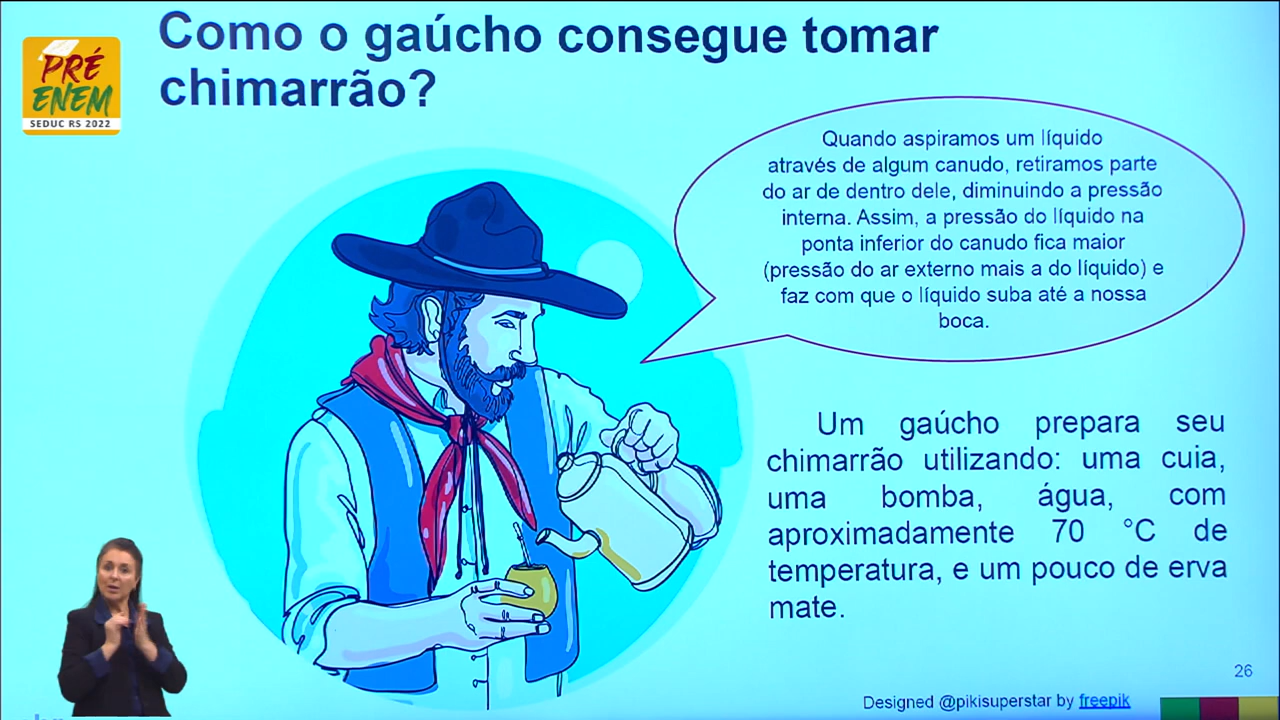 Como o gaúcho consegue tomar
chimarrão?
PRÉ
ENEM
SEDUC RS 2022
Quando aspiramos um líquido
através de algum canudo, retiramos parte
do ar de dentro dele, diminuindo a pressão
interna. Assim, a pressão do líquido na
ponta inferior do canudo fica maior
(pressão do ar externo mais a do líquido) e
faz com que o líquido suba até a nossa
boca.
Um gaúcho prepara seu
chimarrão utilizando: uma cuia,
uma bomba, água, com
aproximadamente 70 °C de
temperatura, e um pouco de erva
mate.
26
Designed @pikisuperstar by freepik